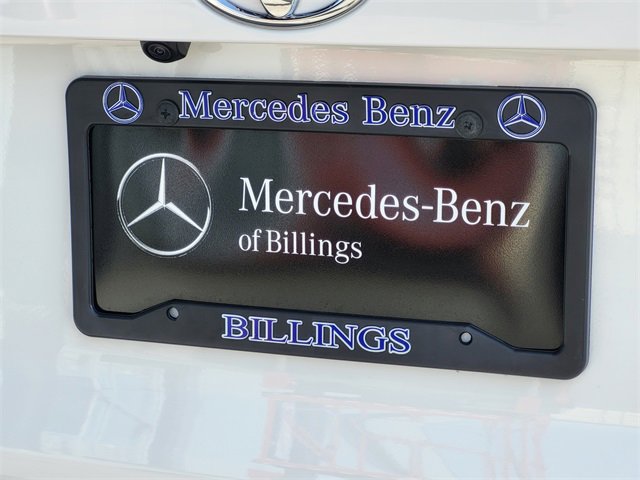 Mercedes Benz
Mercedes-Benz
of Billings
BILLINGS